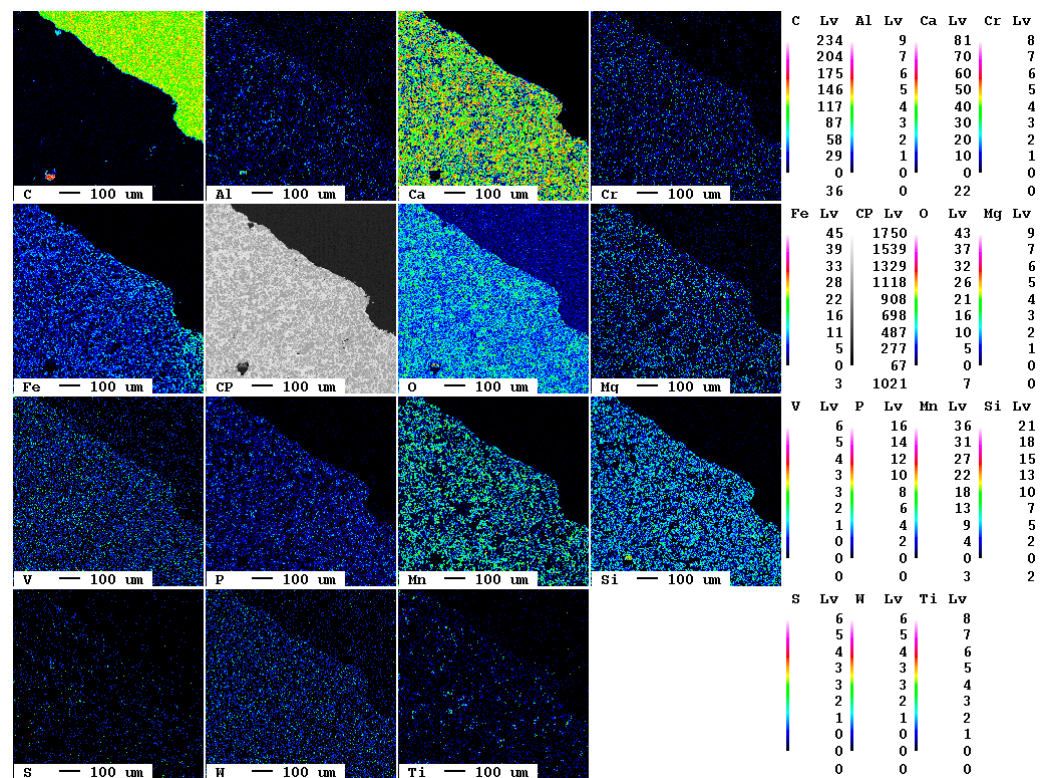 C Lv Al Lv Ca Lv Cr Lv
234 9 81 8
204 7 70 7
175 6 60 6
146 5 50 5
117 4 40 4
87 3 30 3
58 2 20 2
29 1 10 1
0 0 0 0
36 0 22 0
C 100 um Al 100 um Ca 100 um Cr 100 um
Fe Lv CP Lv O Lv Mg Lv
45 1750 43 9
39 1539 37 7
33 1329 32 6
28 1118 26 5
22 908 21 4
16 698 16 3
11 487 10 2
5 277 5 1
0 67 0 0
3 1021 7 0
Fe 100 um CP 100 um O 100 um Mg 100 um
V Lv P Lv Mn Lv Si Lv
6 16 36 21
5 14 31 18
4 12 27 15
3 10 22 13
3 8 18 10
2 6 13 7
1 4 9 5
0 2 4 2
0 0 0 0
0 0 3 2
V 100 um P 100 um Mn 100 um Si 100 um
S Lv W Lv Ti Lv
6 6 8
5 5 7
4 4 6
3 3 5
3 3 4
2 2 3
1 1 2
0 0 1
0 0 0
0 0 0
S 100 um W 100 um Ti 100 um